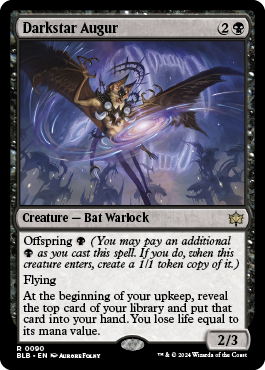 Darkstar Augur 2
Creature — Bat Warlock
Offspring (You may pay an additional
as you cast this spell. If you do, when this
creature enters, create a 1/1 token copy of it.)
Flying
At the beginning of your upkeep, reveal
the top card of your library and put that
card into your hand. You lose life equal to
its mana value.
2/3
R 0090
BLB • EN Aurore Folny
™ & © 2024 Wizards of the Coast